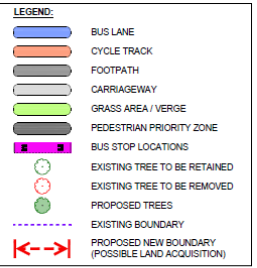 LEGEND:
BUS LANE
CYCLE TRACK
FOOTPATH
CARRIAGEWAY
GRASS AREA / VERGE
PEDESTRIAN PRIORITY ZONE
BUS STOP LOCATIONS
EXISTING TREE TO BE RETAINED
EXISTING TREE TO BE REMOVED
PROPOSED TREES
EXISTING BOUNDARY
PROPOSED NEW BOUNDARY
(POSSIBLE LAND ACQUISITION)